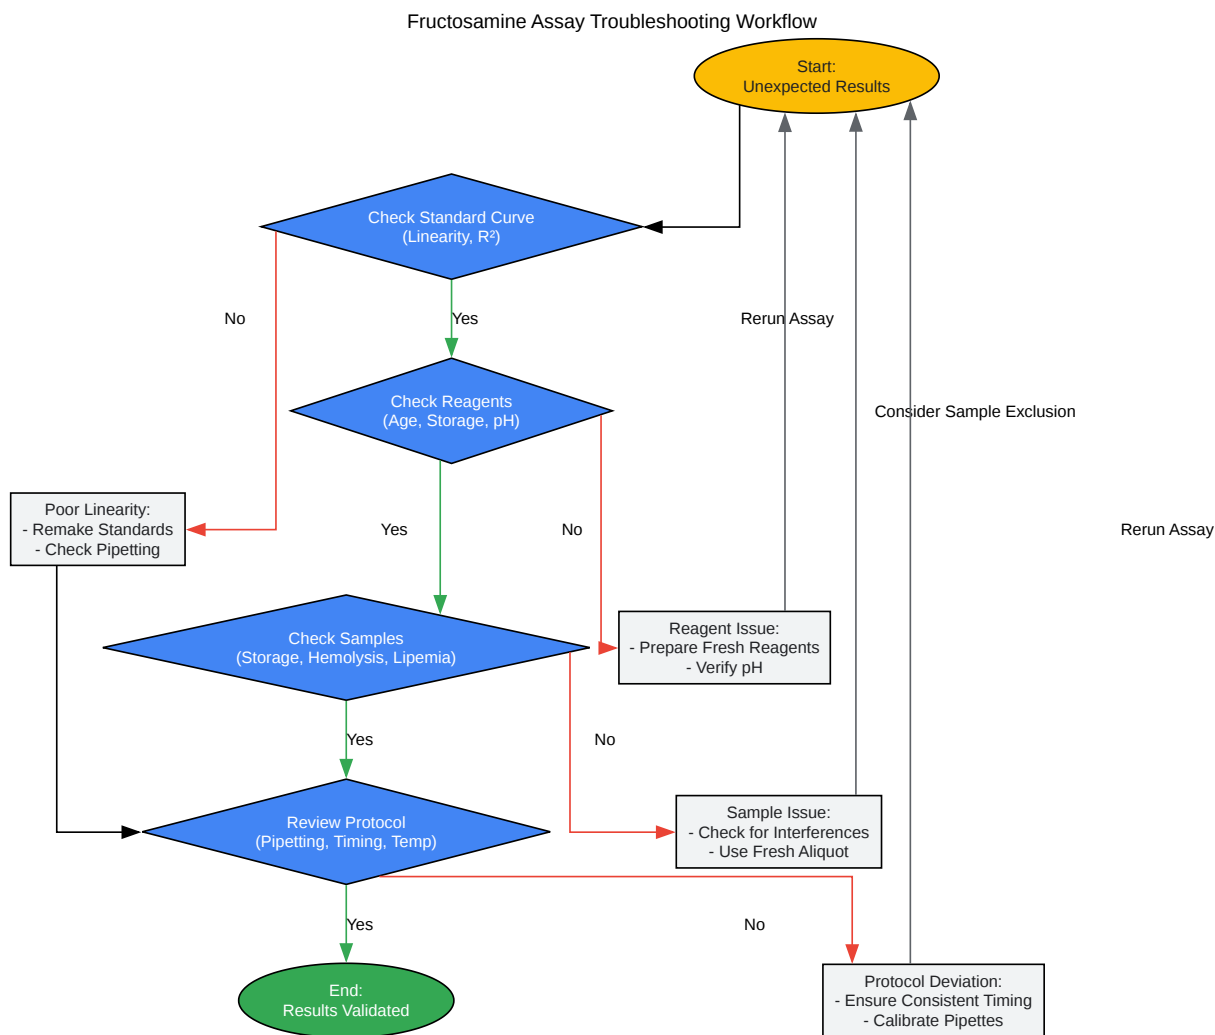 Fructosamine Assay Troubleshooting Workflow
Start:
Unexpected Results
Check Standard Curve
(Linearity, R²)
No
Yes
Rerun Assay
Check Reagents
(Age, Storage, pH)
Consider Sample Exclusion
Poor Linearity:
- Remake Standards
- Check Pipetting
Yes
No
Rerun Assay
Check Samples
(Storage, Hemolysis, Lipemia)
Reagent Issue:
- Prepare Fresh Reagents
- Verify pH
Yes
No
Review Protocol
(Pipetting, Timing, Temp)
Sample Issue:
- Check for Interferences
- Use Fresh Aliquot
Yes
No
End:
Results Validated
Protocol Deviation:
- Ensure Consistent Timing
- Calibrate Pipettes